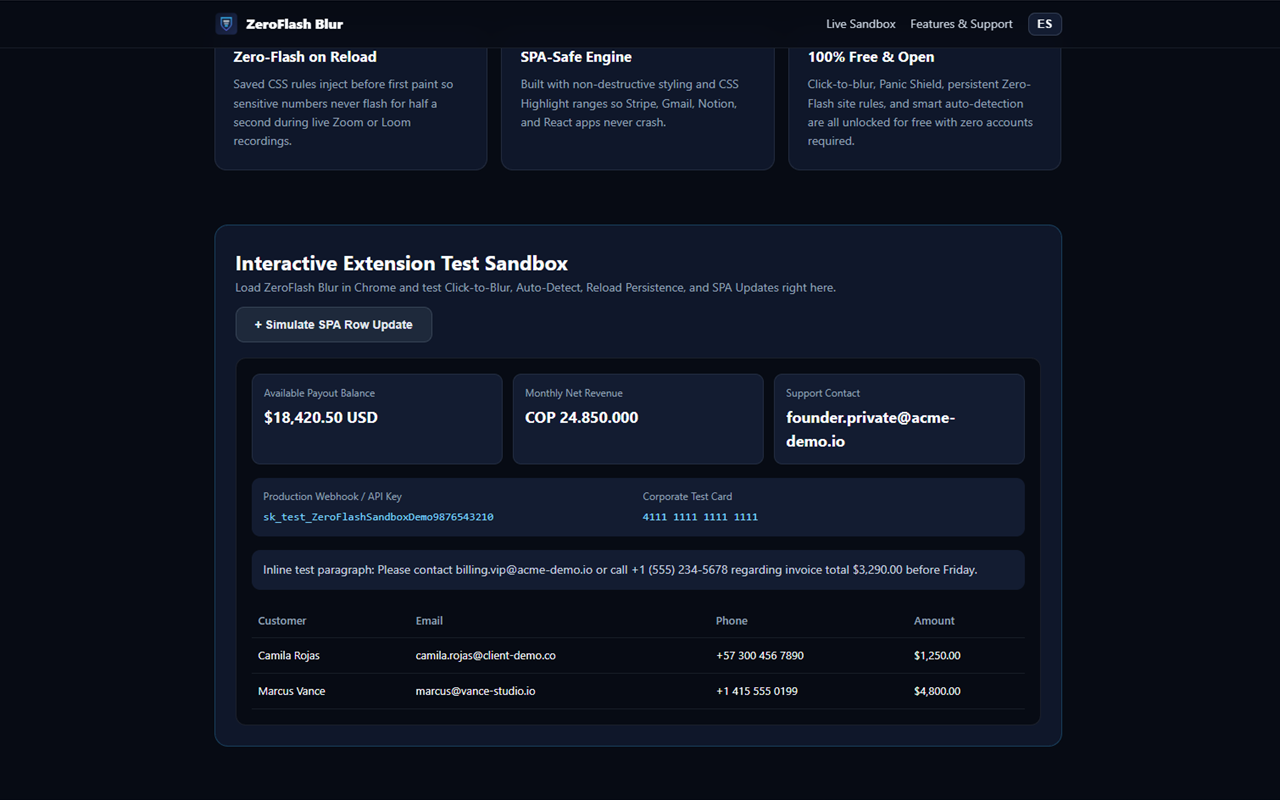 ZeroFlash Blur
Live Sandbox
Features & Support
ES
Zero-Flash on Reload
Saved CSS rules inject before first paint so
sensitive numbers never flash for half a
second during live Zoom or Loom
recordings.
SPA-Safe Engine
Built with non-destructive styling and CSS
Highlight ranges so Stripe, Gmail, Notion,
and React apps never crash.
100% Free & Open
Click-to-blur, Panic Shield, persistent Zero-
Flash site rules, and smart auto-detection
are all unlocked for free with zero accounts
required.
Interactive Extension Test Sandbox
Load ZeroFlash Blur in Chrome and test Click-to-Blur, Auto-Detect, Reload Persistence, and SPA Updates right here.
+ Simulate SPA Row Update
Available Payout Balance
$18,420.50 USD
Monthly Net Revenue
COP 24.850.000
Support Contact
founder.private@acme-
demo.io
Production Webhook / API Key
sk_test_ZeroFlashSandboxDemo9876543210
Corporate Test Card
4111 1111 1111 1111
Inline test paragraph: Please contact billing.vip@acme-demo.io or call +1 (555) 234-5678 regarding invoice total $3,290.00 before Friday.
Customer Email Phone Amount
Camila Rojas camila.rojas@client-demo.co +57 300 456 7890 $1,250.00
Marcus Vance marcus@vance-studio.io +1 415 555 0199 $4,800.00